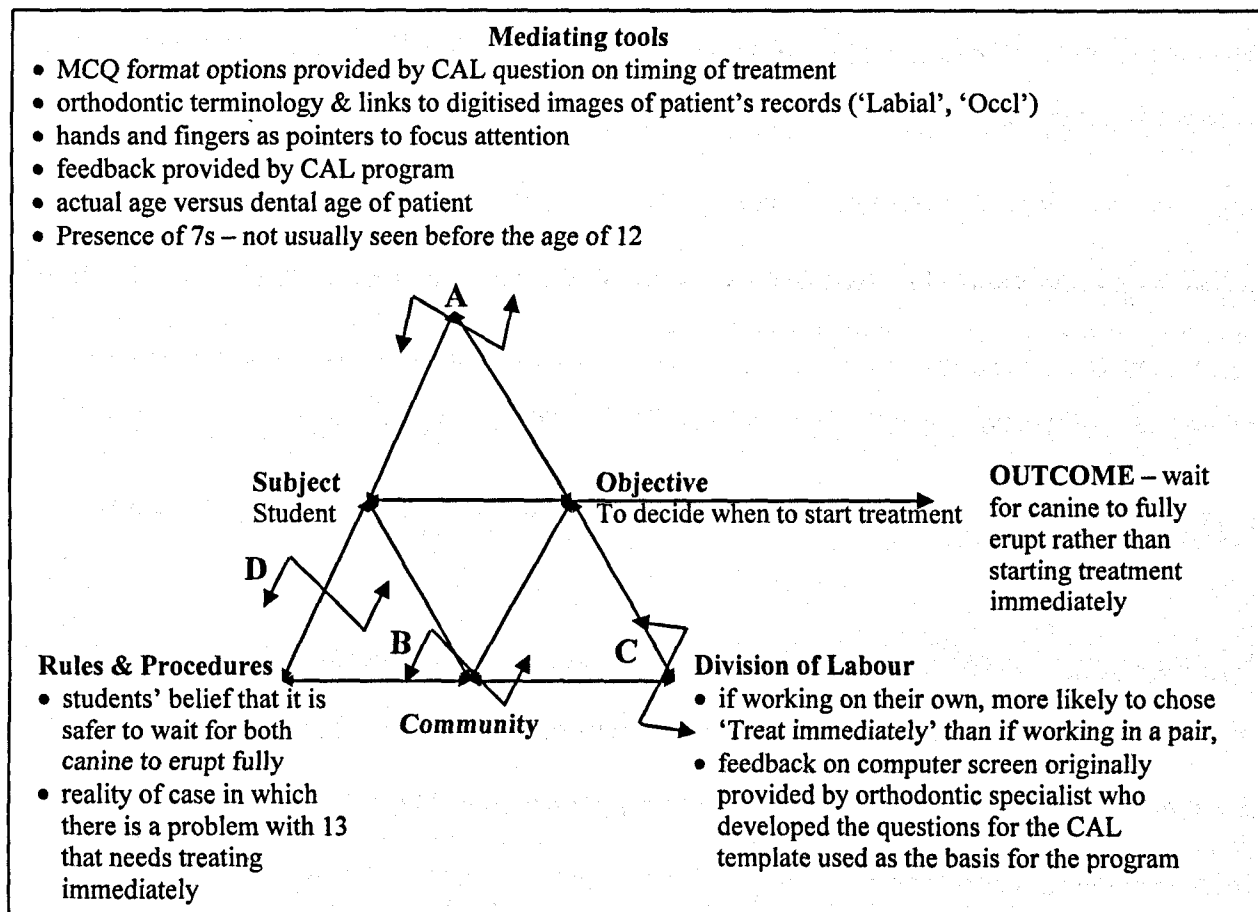 Mediating tools
• MCQ format options provided by CAL question on timing of treatment
• orthodontic terminology & links to digitised images of patient's records ('Labial', 'Occl')
• hands and fingers as pointers to focus attention
• feedback provided by CAL program
• actual age versus dental age of patient
• Presence of 7s – not usually seen before the age of 12
A
Subject
Student
Objective
To decide when to start treatment
OUTCOME – wait
for canine to fully
erupt rather than
starting treatment
immediately
D
B
C
Rules & Procedures
• students' belief that it is
safer to wait for both
canine to erupt fully
• reality of case in which
there is a problem with 13
that needs treating
immediately
Community
Division of Labour
• if working on their own, more likely to chose
'Treat immediately' than if working in a pair,
• feedback on computer screen originally
provided by orthodontic specialist who
developed the questions for the CAL
template used as the basis for the program